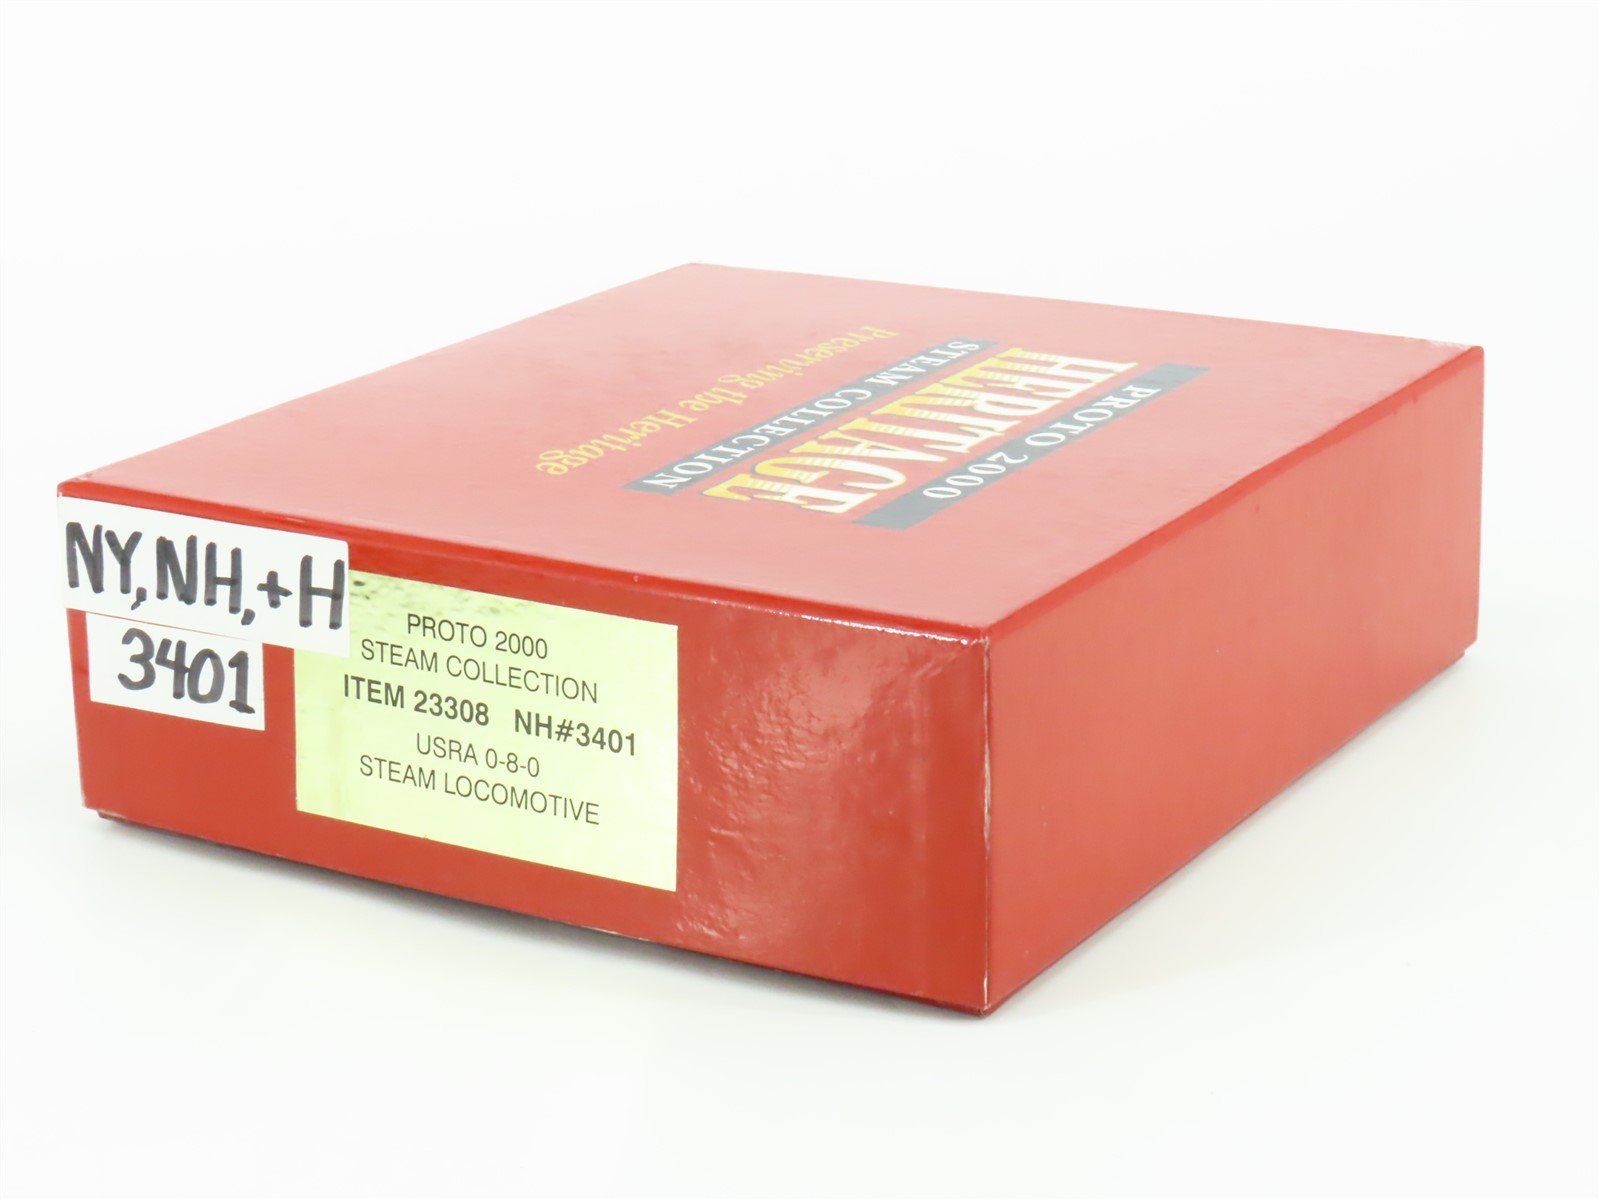 PROTO 2000
HERITAGE
STEAM COLLECTION
Preserving the Heritage
NY, NH, + H
3401
PROTO 2000
STEAM COLLECTION
ITEM 23308 NH#3401
USRA 0-8-0
STEAM LOCOMOTIVE